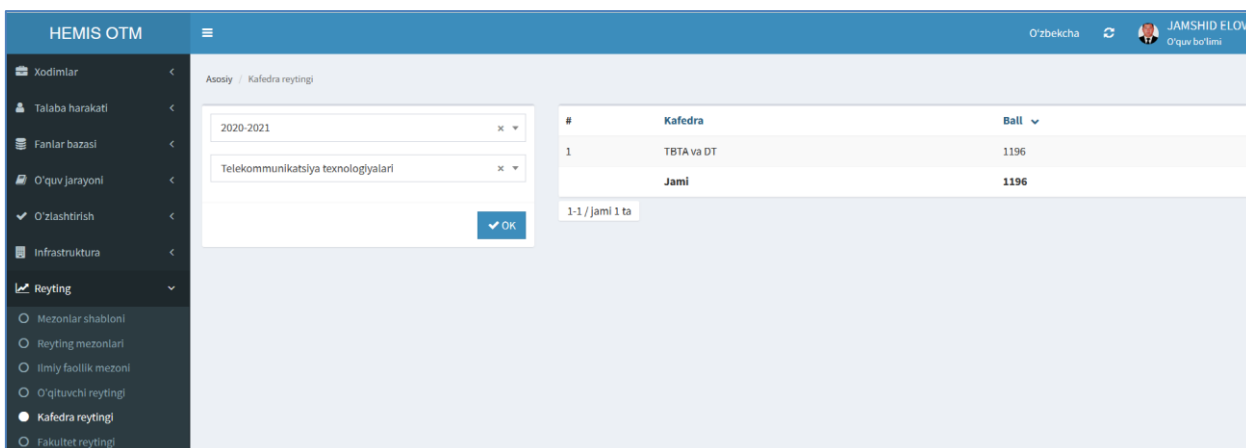 HEMIS OTM
O'zbekcha
JAMSHID ELOV
O'quv bo'limi
Xodimlar
Talaba harakati
Fanlar bazasi
O'quv jarayoni
O'zlashtirish
Infrastruktura
Reyting
Mezonlar shabloni
Reyting mezonlari
Ilmiy faollik mezoni
O'qituvchi reytingi
Kafedra reytingi
Fakultet reytingi
Asosiy / Kafedra reytingi
2020-2021
Telekommunikatsiya texnologiyalari
OK
# Kafedra Ball
1 TBTA va DT 1196
Jami 1196
1-1 / jami 1 ta